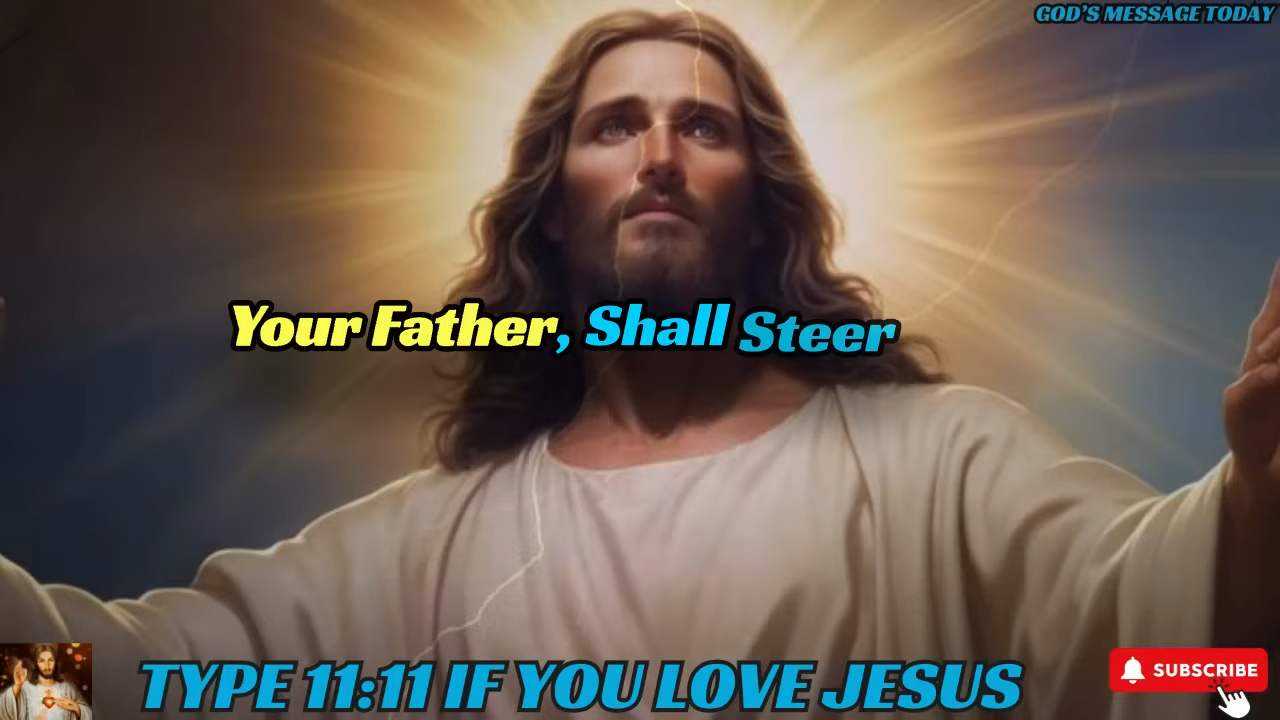 GOD'S MESSAGE TODAY
Your Father, Shall Steer
TYPE 11:11 IF YOU LOVE JESUS
SUBSCRIBE